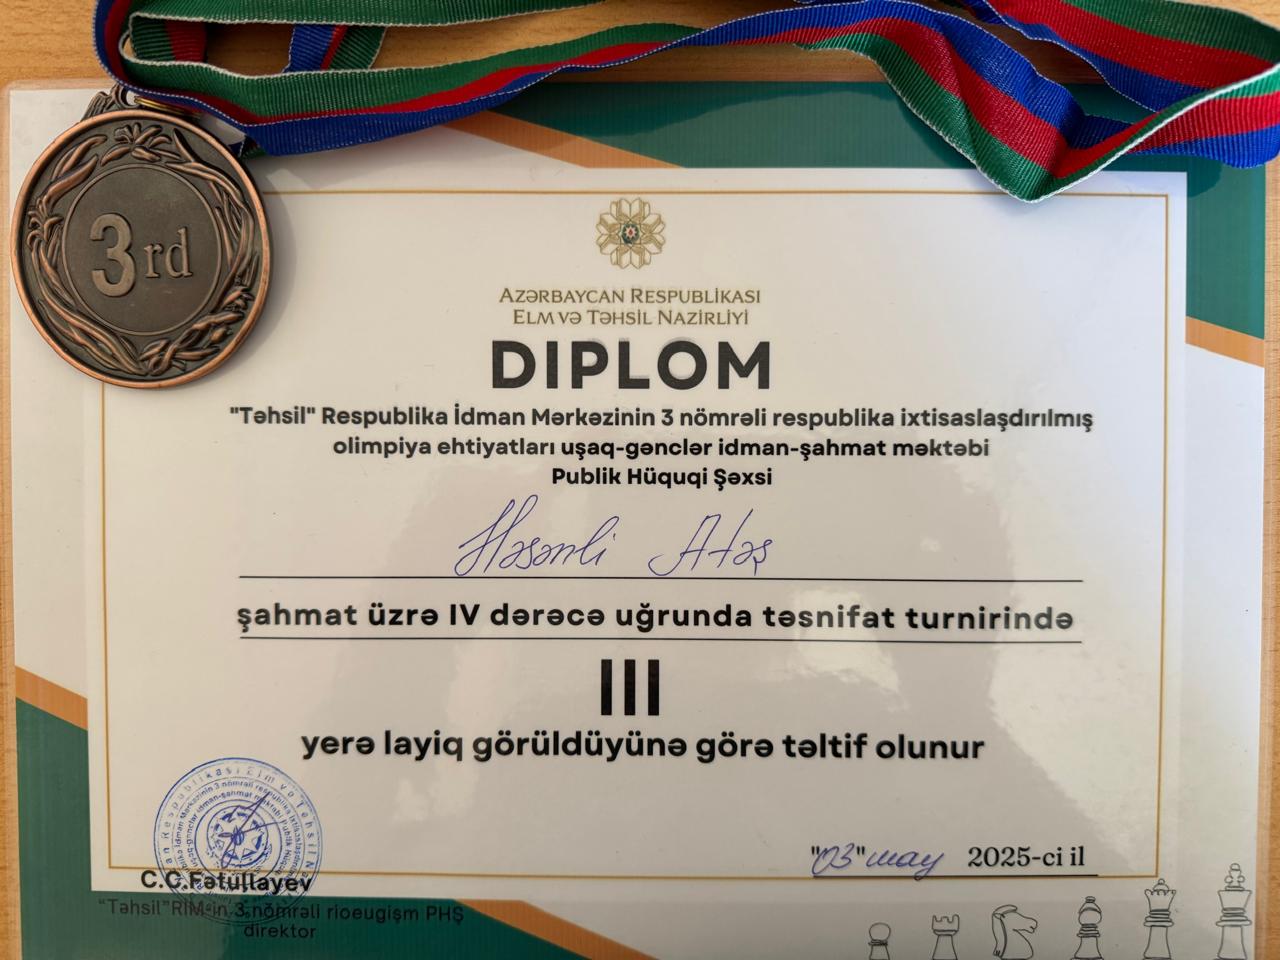 3rd
AZƏRBAYCAN RESPUBLİKASI
ELM VƏ TƏHSİL NAZİRLİYİ
DIPLOM
"Təhsil" Respublika İdman Mərkəzinin 3 nömrəli respublika ixtisaslaşdırılmış
olimpiya ehtiyatları uşaq-gənclər idman-şahmat məktəbi
Publik Hüquqi Şəxsi
Həsənli Atəş
şahmat üzrə IV dərəcə uğrunda təsnifat turnirində
III
yerə layiq görüldüyünə görə təltif olunur
"03" may 2025-ci il
C.C.Fətullayev
"Təhsil"RİM-in 3 nömrəli rioeugişm PHŞ
direktor